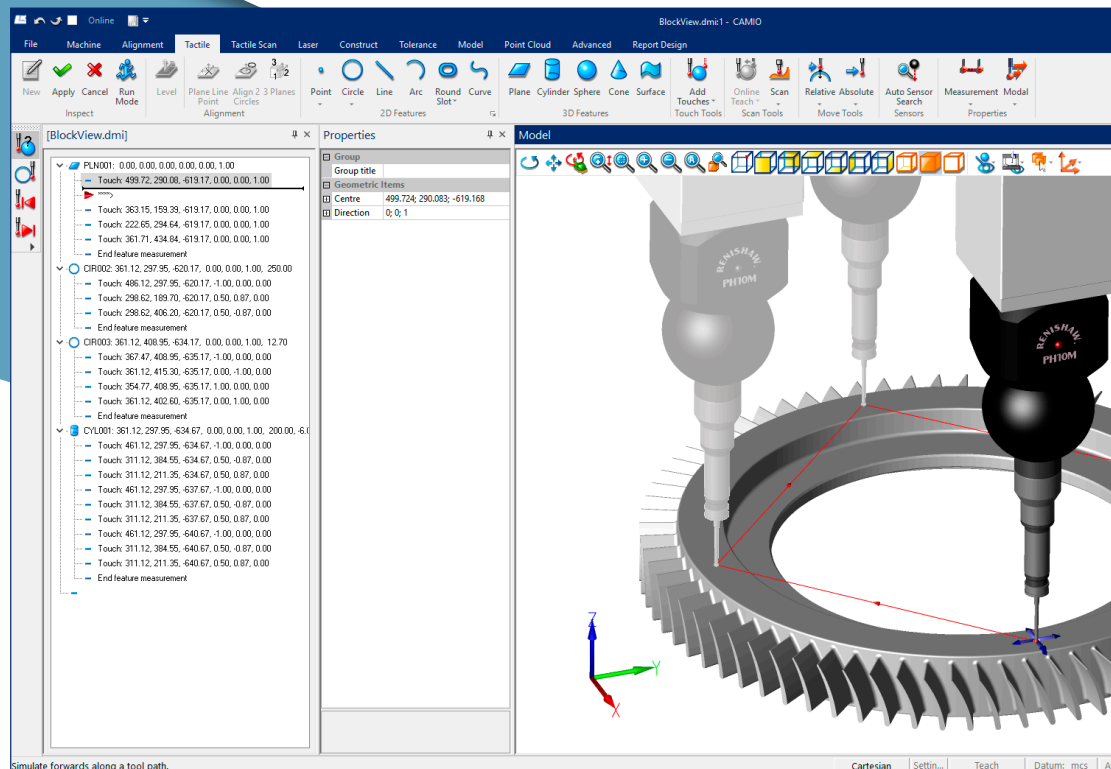 Online
BlockView.dmi:1 - CAMIO
File Machine Alignment Tactile Tactile Scan Laser Construct Tolerance Model Point Cloud Advanced Report Design
New Apply Cancel Run Mode Level Plane Line Point Align 2 Circles 3 Planes Point Circle Line Arc Round Slot Curve Plane Cylinder Sphere Cone Surface Add Touches Online Teach Scan Relative Absolute Auto Sensor Search Measurement Modal
Inspect Alignment 2D Features 3D Features Touch Tools Scan Tools Move Tools Sensors Properties
[BlockView.dmi]
PLN001: 0.00, 0.00, 0.00, 0.00, 0.00, 1.00
Touch: 499.72, 290.08, -619.17, 0.00, 0.00, 1.00
Touch: 363.15, 159.39, -619.17, 0.00, 0.00, 1.00
Touch: 222.65, 294.64, -619.17, 0.00, 0.00, 1.00
Touch: 361.71, 434.84, -619.17, 0.00, 0.00, 1.00
End feature measurement
CIR002: 361.12, 297.95, -620.17, 0.00, 0.00, 1.00, 250.00
Touch: 486.12, 297.95, -620.17, -1.00, 0.00, 0.00
Touch: 298.62, 189.70, -620.17, 0.50, 0.87, 0.00
Touch: 298.62, 406.20, -620.17, 0.50, -0.87, 0.00
End feature measurement
CIR003: 361.12, 408.95, -634.17, 0.00, 0.00, 1.00, 12.70
Touch: 367.47, 408.95, -635.17, -1.00, 0.00, 0.00
Touch: 361.12, 415.30, -635.17, 0.00, -1.00, 0.00
Touch: 354.77, 408.95, -635.17, 1.00, 0.00, 0.00
Touch: 361.12, 402.60, -635.17, 0.00, 1.00, 0.00
End feature measurement
CYL001: 361.12, 297.95, -634.67, 0.00, 0.00, 1.00, 200.00, -6.0
Touch: 461.12, 297.95, -634.67, -1.00, 0.00, 0.00
Touch: 311.12, 384.55, -634.67, 0.50, -0.87, 0.00
Touch: 311.12, 211.35, -634.67, 0.50, 0.87, 0.00
Touch: 461.12, 297.95, -637.67, -1.00, 0.00, 0.00
Touch: 311.12, 384.55, -637.67, 0.50, -0.87, 0.00
Touch: 311.12, 211.35, -637.67, 0.50, 0.87, 0.00
Touch: 461.12, 297.95, -640.67, -1.00, 0.00, 0.00
Touch: 311.12, 384.55, -640.67, 0.50, -0.87, 0.00
Touch: 311.12, 211.35, -640.67, 0.50, 0.87, 0.00
End feature measurement
Properties
Group
Group title
Geometric Items
Centre 499.724; 290.083; -619.168
Direction 0; 0; 1
Model
RENISHAW
PH10M
RENISHAW
PH10M
Z
Y
X
Simulate forwards along a tool path.
Cartesian Settin... Teach Datum: mcs A